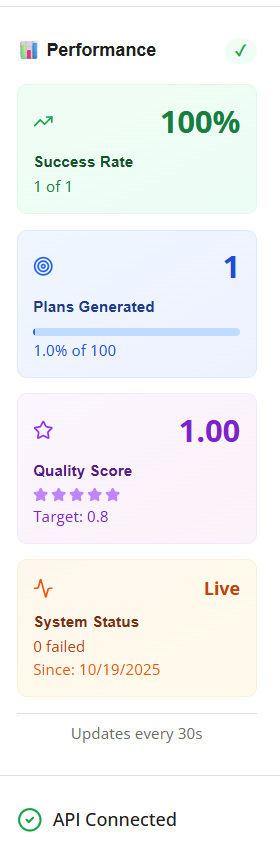 Performance
✓
100%
Success Rate
1 of 1
1
Plans Generated
1.0% of 100
1.00
Quality Score
Target: 0.8
Live
System Status
0 failed
Since: 10/19/2025
Updates every 30s
API Connected